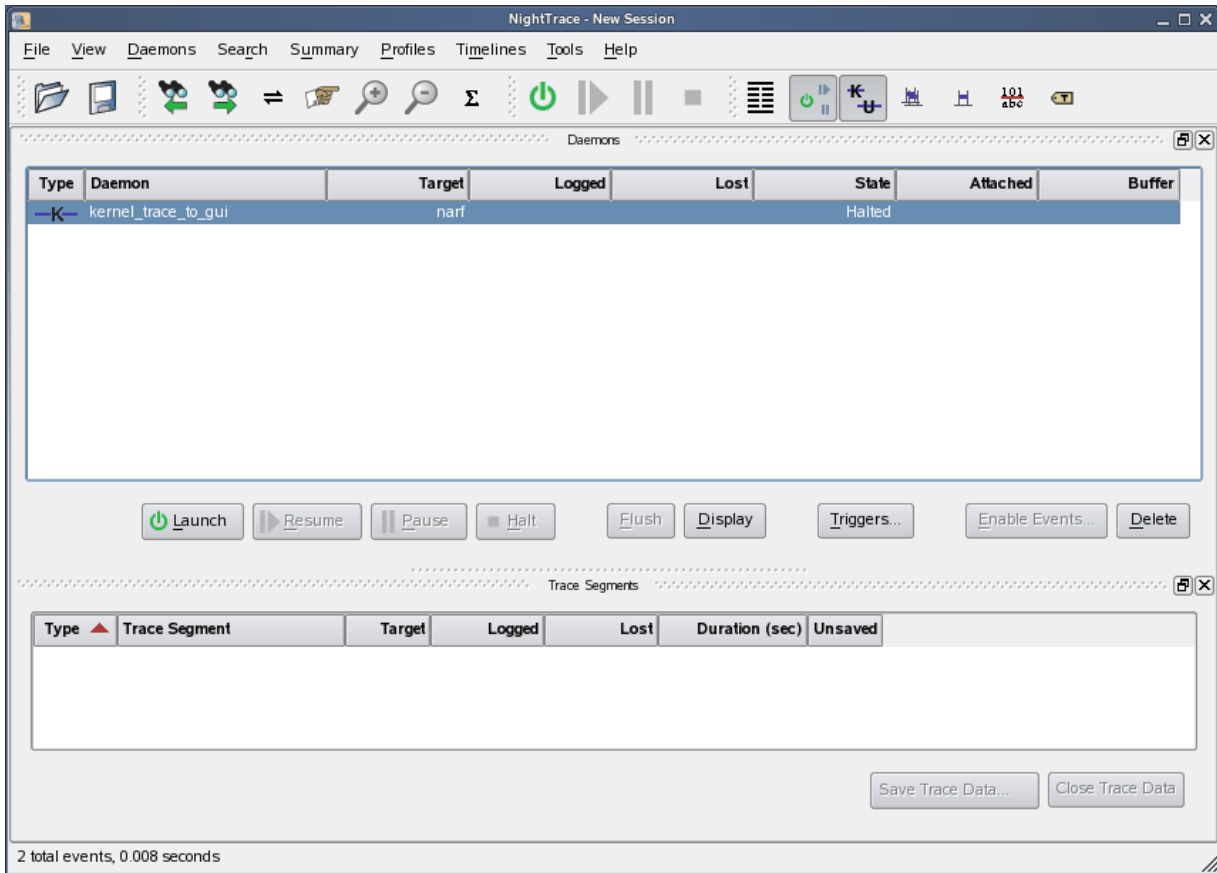 NightTrace - New Session
File View Daemons Search Summary Profiles Timelines Tools Help
Σ K U 101 abc T
Daemons
Type Daemon Target Logged Lost State Attached Buffer
K kernel_trace_to_gui narf Halted
Launch Resume Pause Halt Flush Display Triggers... Enable Events... Delete
Trace Segments
Type Trace Segment Target Logged Lost Duration (sec) Unsaved
Save Trace Data... Close Trace Data
2 total events, 0.008 seconds